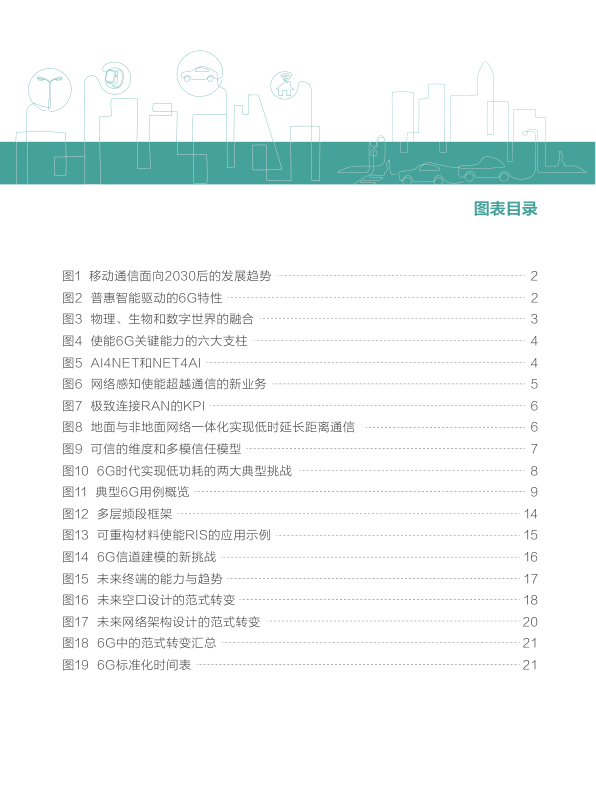 图表目录
图1 移动通信面向2030后的发展趋势 2
图2 普惠智能驱动的6G特性 2
图3 物理、生物和数字世界的融合 3
图4 使能6G关键能力的六大支柱 4
图5 AI4NET和NET4AI 4
图6 网络感知使能超越通信的新业务 5
图7 极致连接RAN的KPI 6
图8 地面与非地面网络一体化实现低时延长距离通信 6
图9 可信的维度和多模信任模型 7
图10 6G时代实现低功耗的两大典型挑战 8
图11 典型6G用例概览 9
图12 多层频段框架 14
图13 可重构材料使能RIS的应用示例 15
图14 6G信道建模的新挑战 16
图15 未来终端的能力与趋势 17
图16 未来空口设计的范式转变 18
图17 未来网络架构设计的范式转变 20
图18 6G中的范式转变汇总 21
图19 6G标准化时间表 21